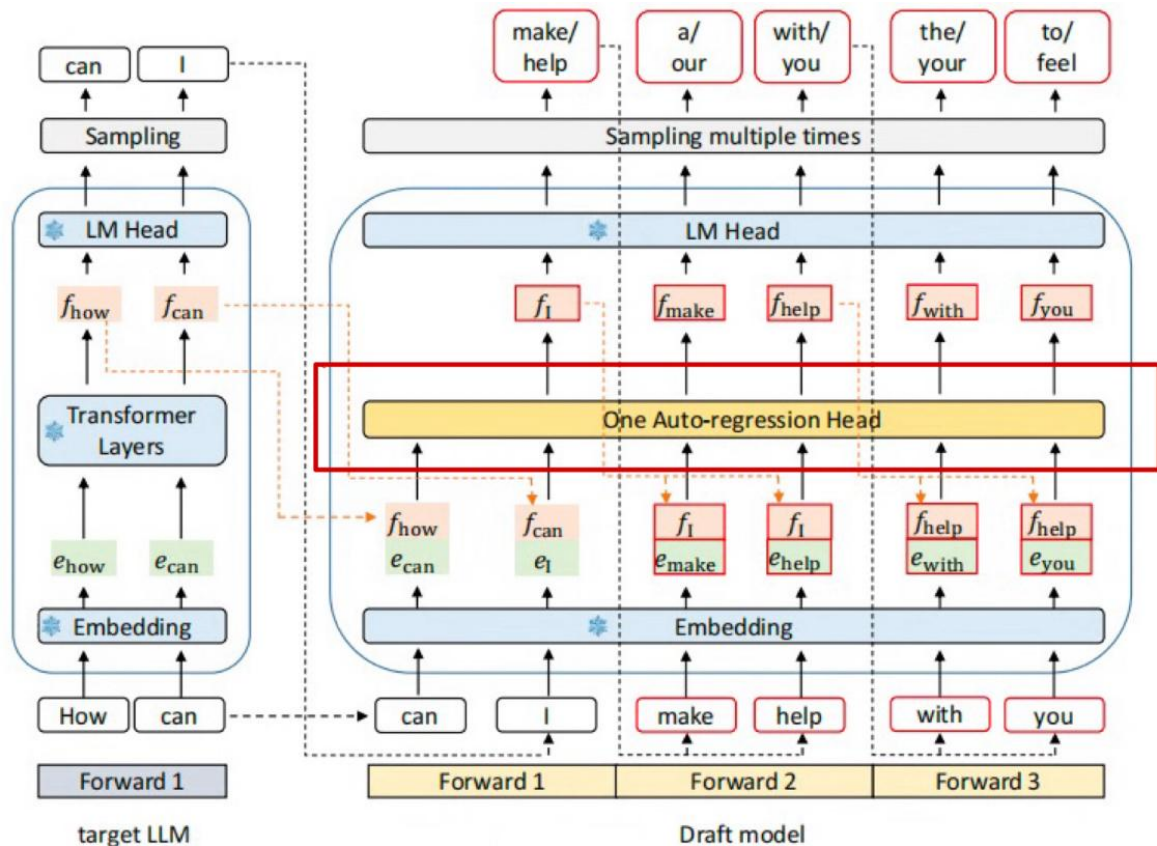 can I
make/ help
a/ our
with/ you
the/ your
to/ feel
Sampling
Sampling multiple times
LM Head
LM Head
f_how f_can
f_I f_make f_help f_with f_you
Transformer
Layers
One Auto-regression Head
f_how f_can f_I f_I f_help f_help
e_how e_can
e_can e_I e_make e_help e_with e_you
Embedding
Embedding
How can
can I make help with you
Forward 1
Forward 1 Forward 2 Forward 3
target LLM
Draft model